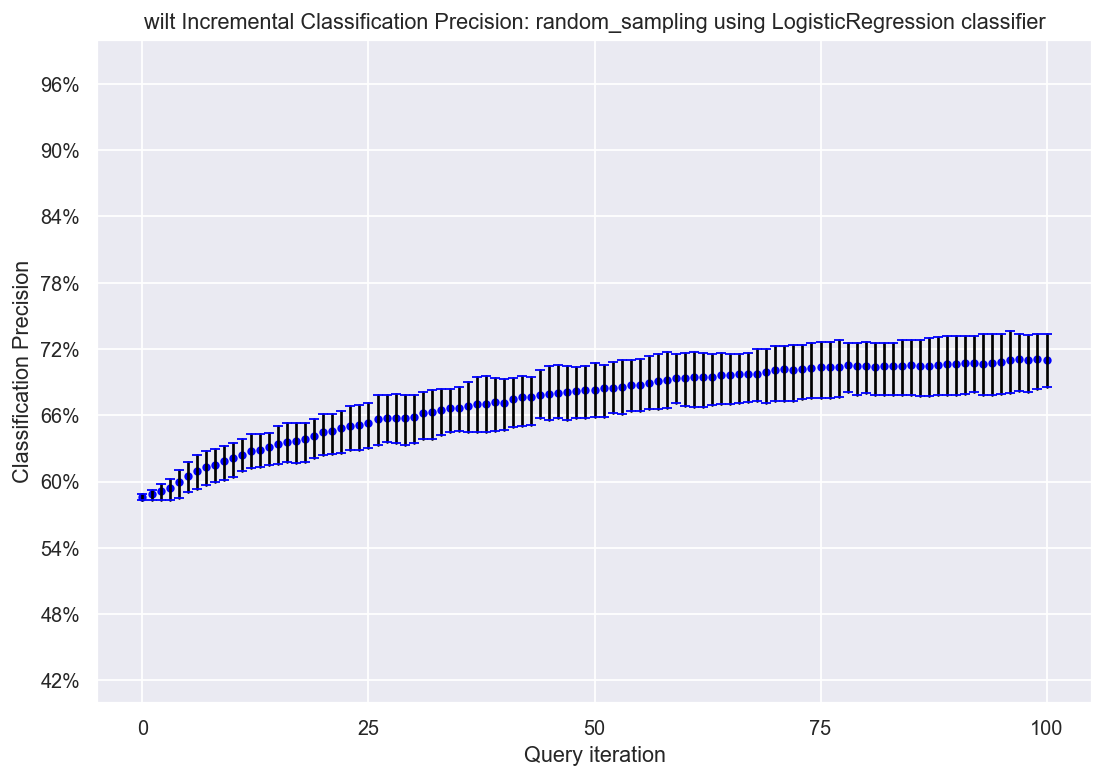 wilt Incremental Classification Precision: random_sampling using LogisticRegression classifier
96%
90%
84%
78%
72%
66%
60%
54%
48%
42%
Classification Precision
0 25 50 75 100
Query iteration